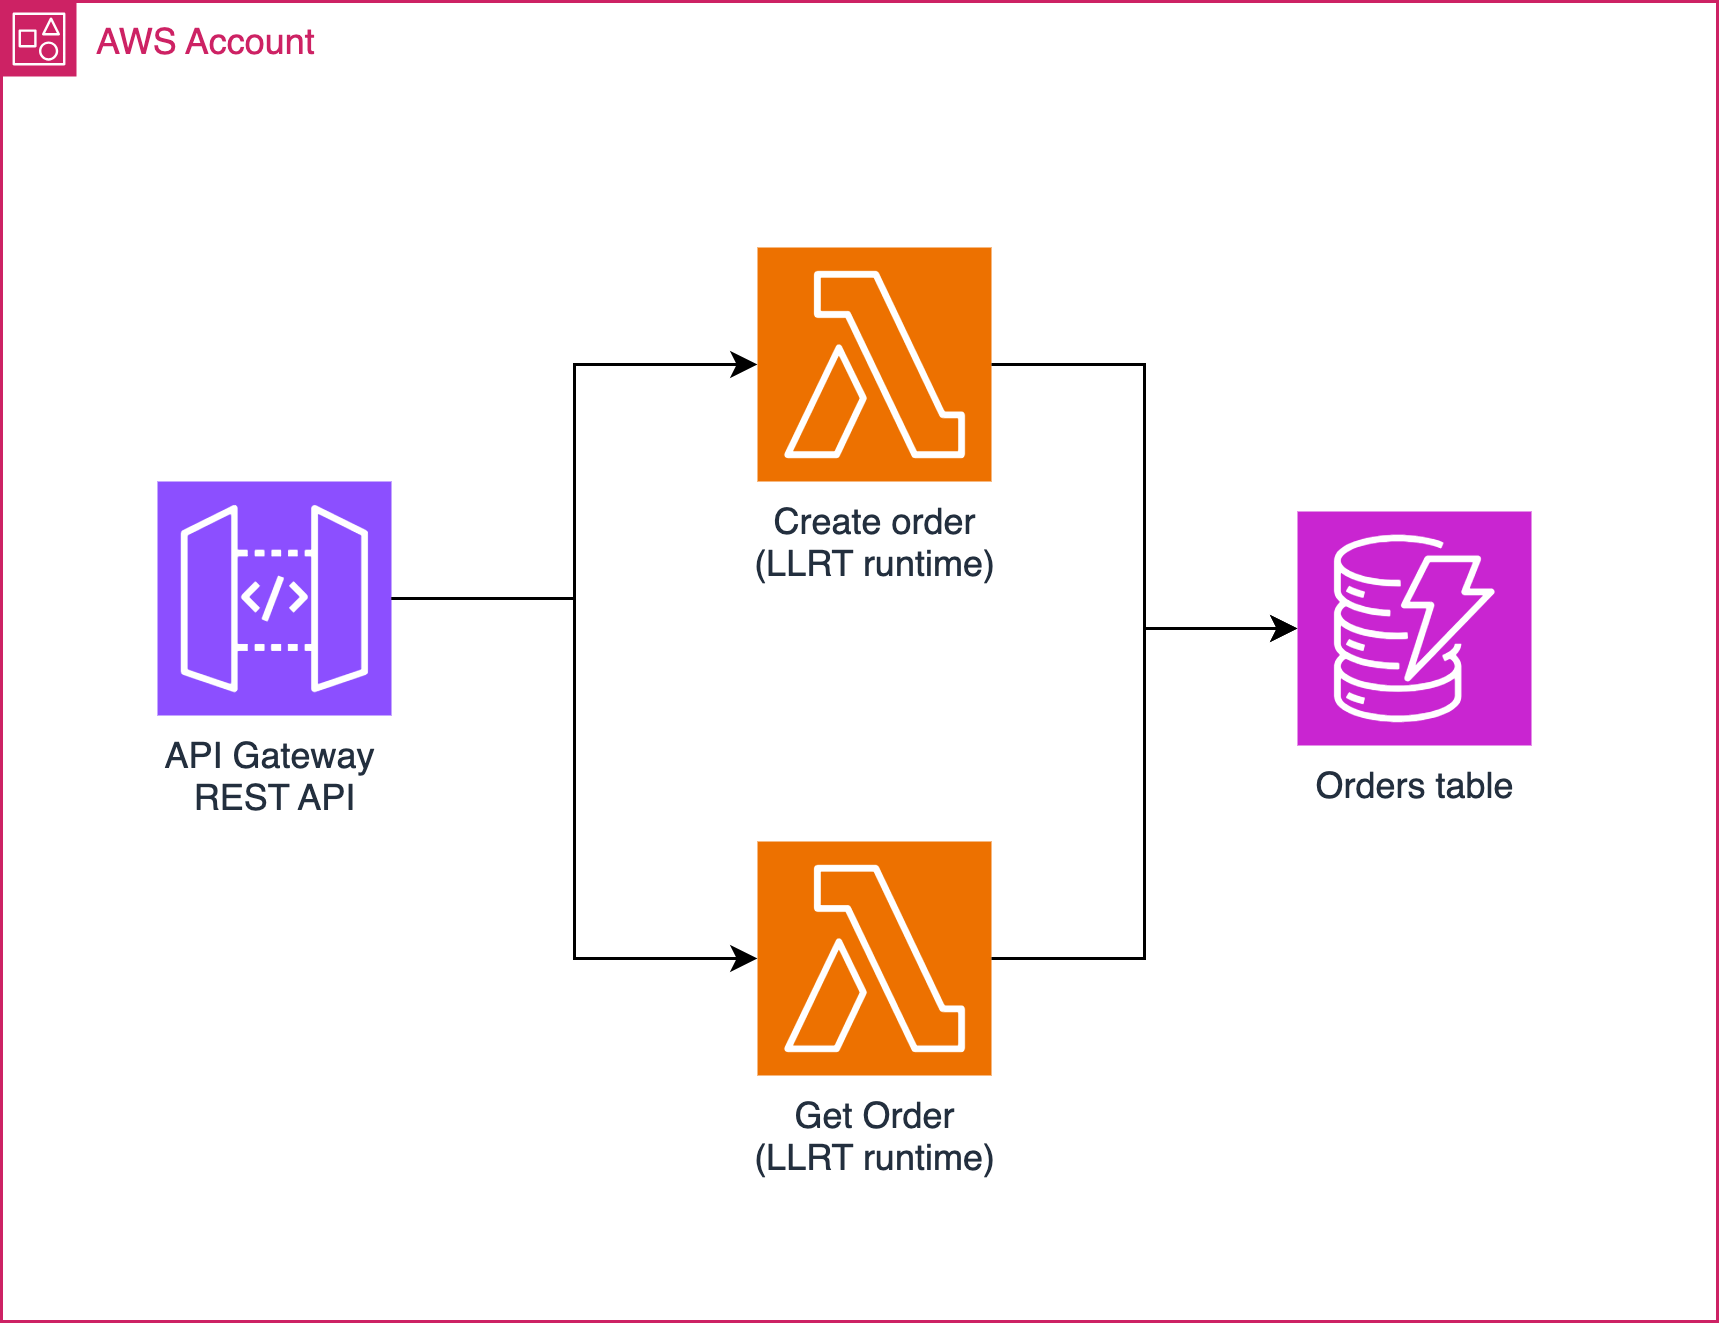 AWS Account
Create order
(LLRT runtime)
</>
API Gateway
REST API
Orders table
Get Order
(LLRT runtime)